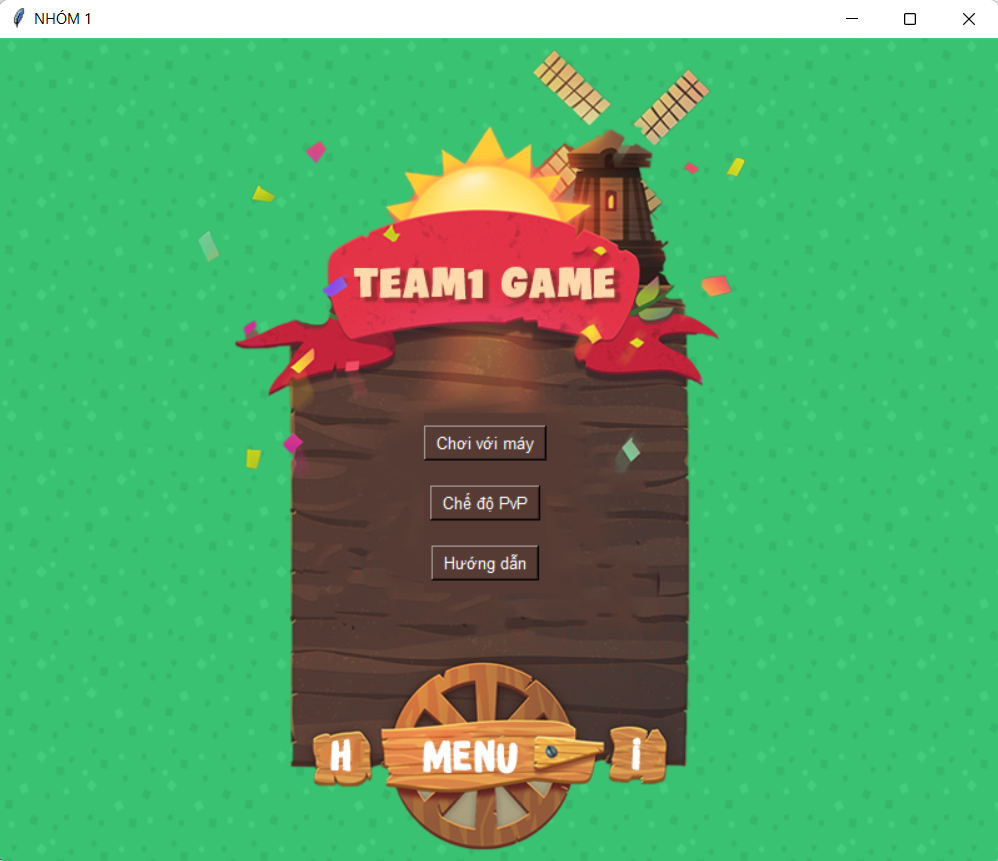 NHÓM 1
TEAM1 GAME
Chơi với máy
Chế độ PvP
Hướng dẫn
H MENU i